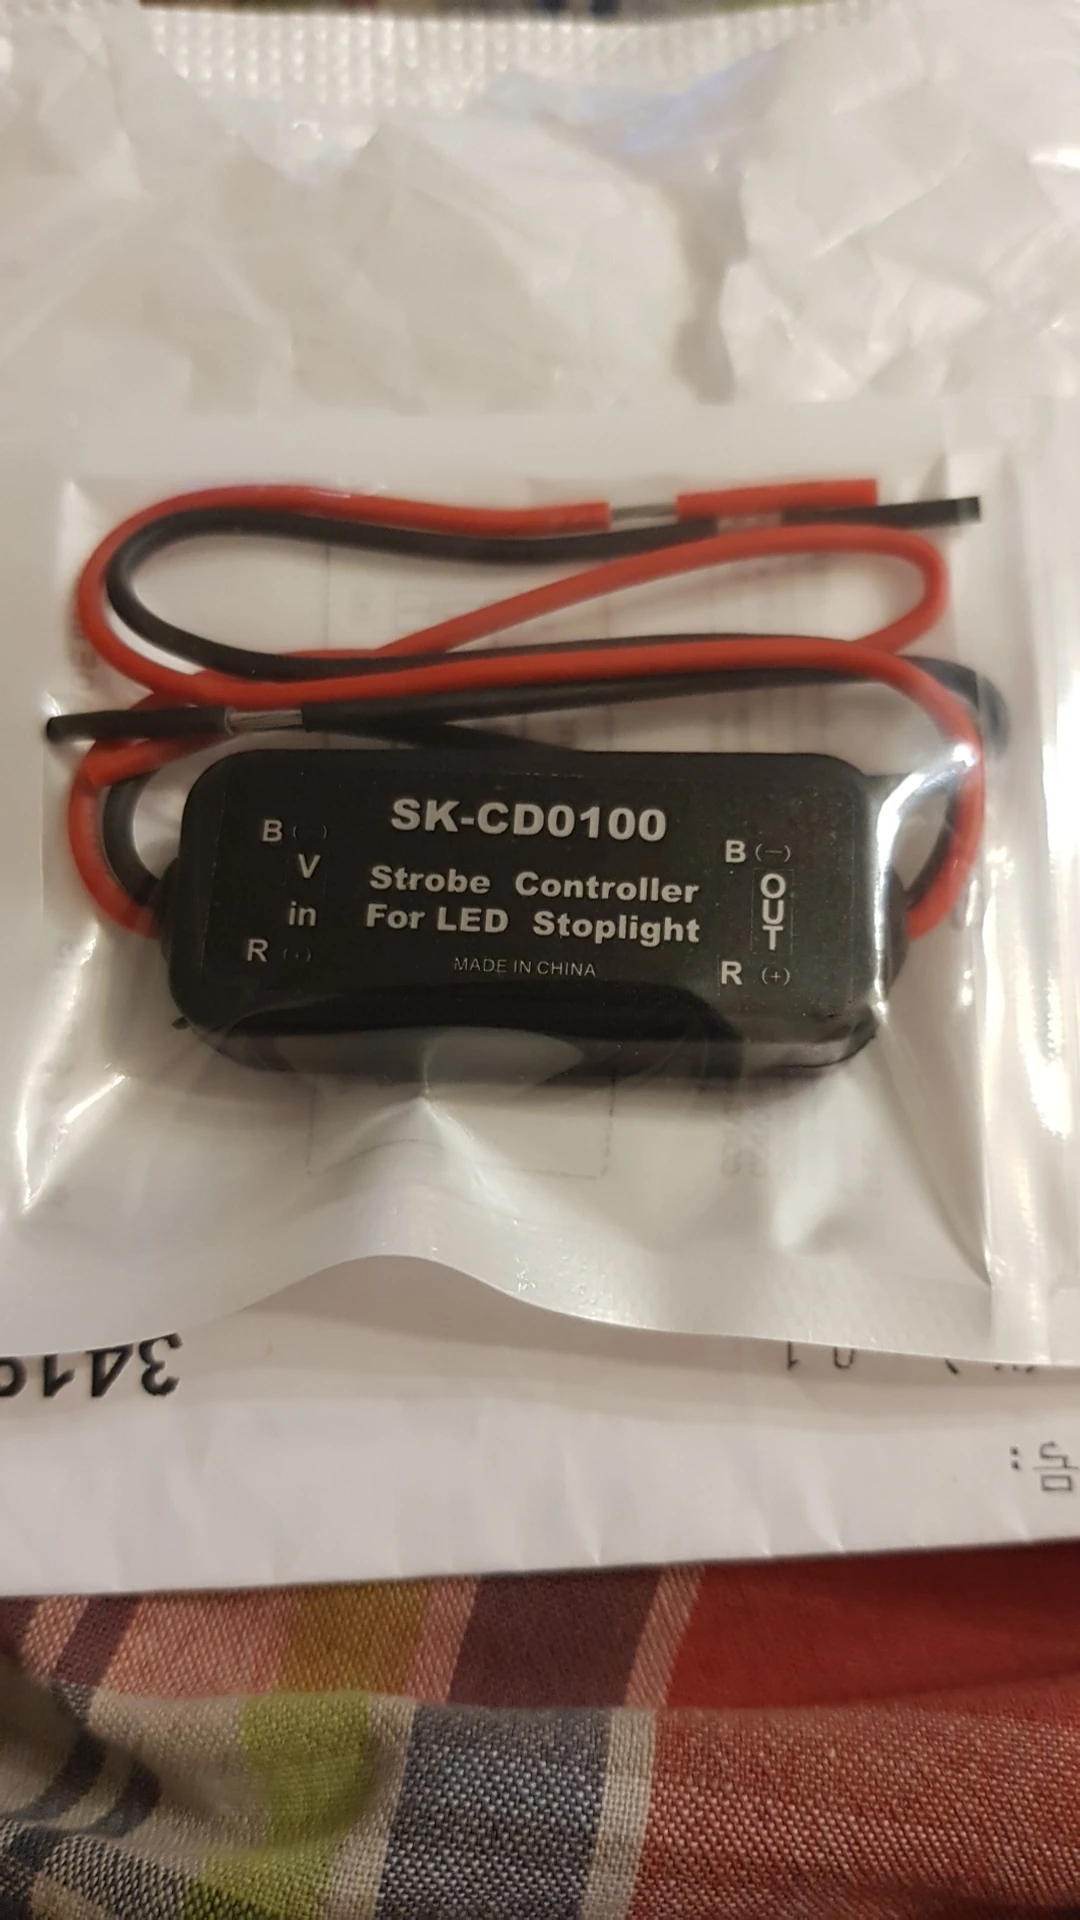 SK-CD0100
B (-)
V
in
R (+)
Strobe Controller
For LED Stoplight
MADE IN CHINA
B (-)
OUT
R (+)